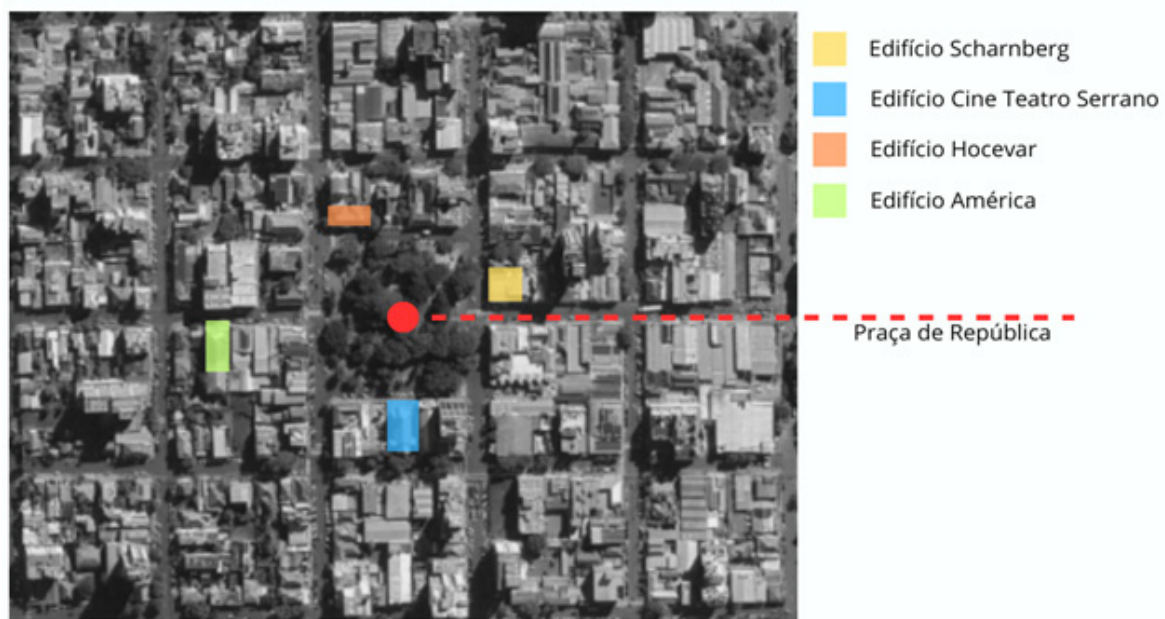 Edifício Scharnberg
Edifício Cine Teatro Serrano
Edifício Hocevar
Edifício América
Praça de República